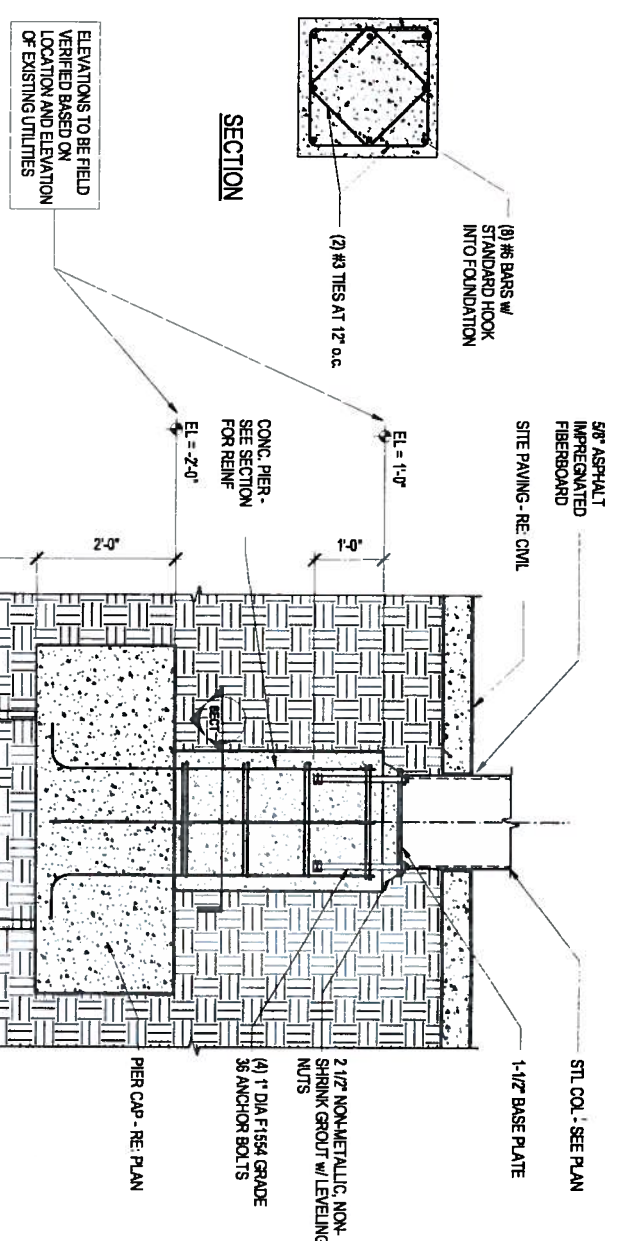 5/8" ASPHALT
IMPREGNATED
FIBERBOARD
SITE PAVING - RE: CIVIL
(8) #6 BARS w/
STANDARD HOOK
INTO FOUNDATION
(2) #3 TIES AT 12" o.c.
SECTION
EL = 1'-0"
1'-0"
CONC. PIER -
SEE SECTION
FOR REINF
EL = -2'-0"
2'-0"
ELEVATIONS TO BE FIELD
VERIFIED BASED ON
LOCATION AND ELEVATION
OF EXISTING UTILITIES
SECT
STL COL - SEE PLAN
1-1/2" BASE PLATE
2 1/2" NON-METALLIC, NON-
SHRINK GROUT w/ LEVELING
NUTS
(4) 1" DIA F1554 GRADE
36 ANCHOR BOLTS
PIER CAP - RE: PLAN